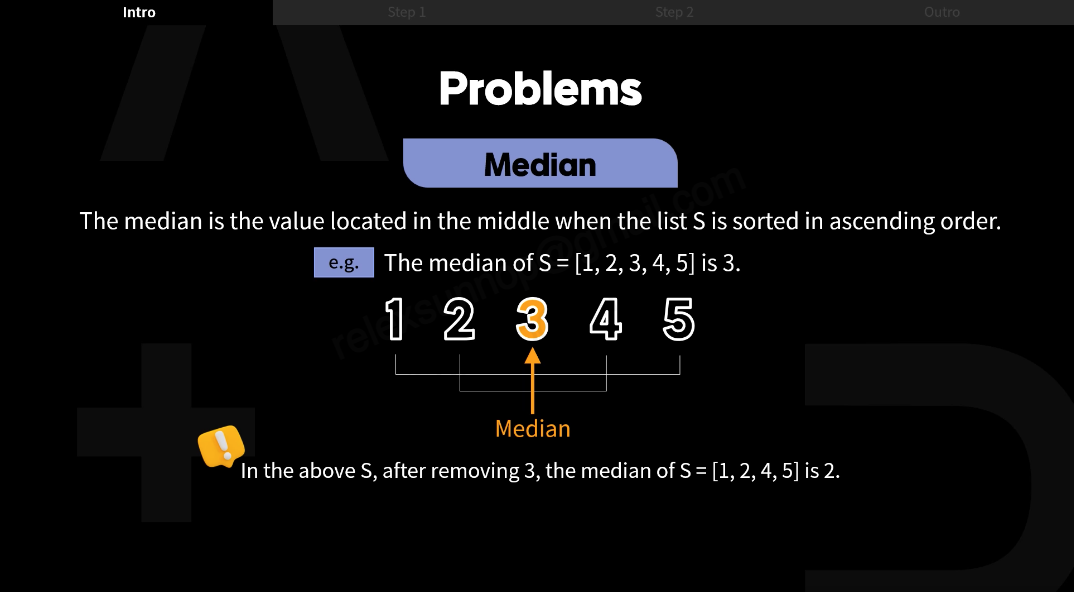 Intro
Step 1
Step 2
Outro
Problems
Median
The median is the value located in the middle when the list S is sorted in ascending order.
e.g.
The median of S = [1, 2, 3, 4, 5] is 3.
1 2 3 4 5
Median
In the above S, after removing 3, the median of S = [1, 2, 4, 5] is 2.